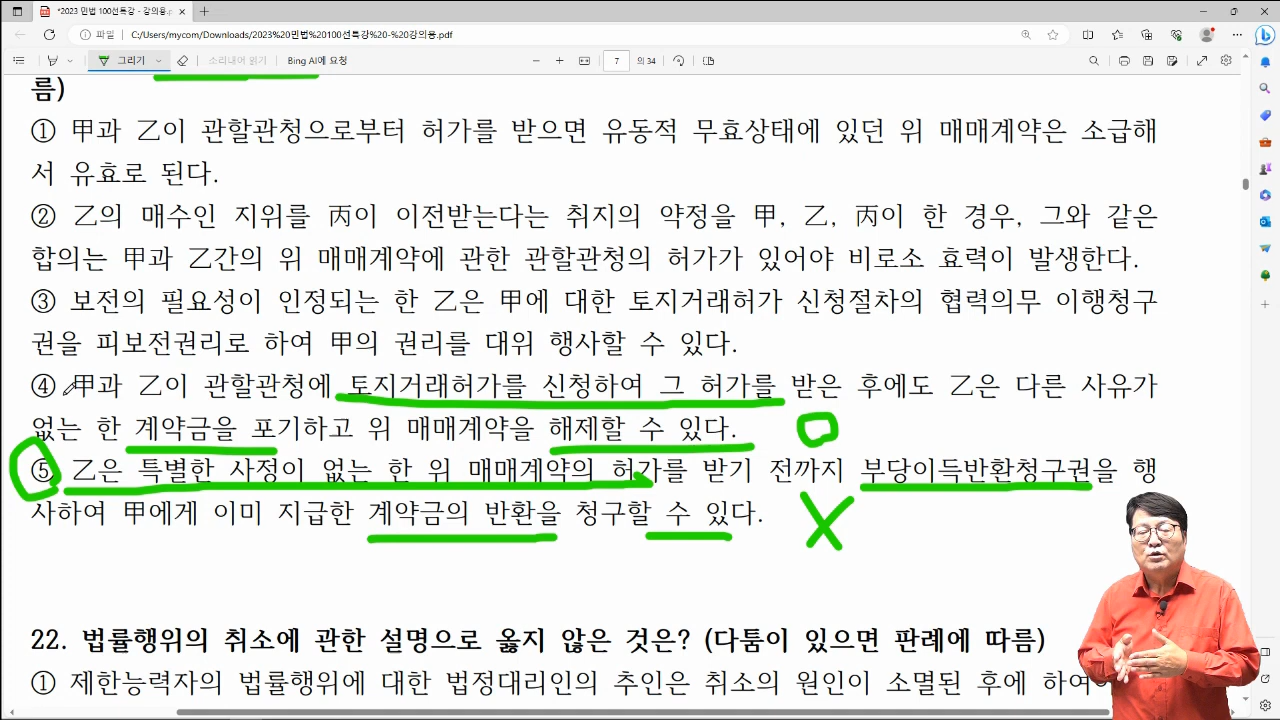 *2023 민법 100선특강 - 강의용.p
파일
C:/Users/mycom/Downloads/2023%20민법%20100선특강%20-%20강의용.pdf
그리기
소리내어 읽기
Bing AI에 요청
7
의 34
름)
① 甲과 乙이 관할관청으로부터 허가를 받으면 유동적 무효상태에 있던 위 매매계약은 소급해
서 유효로 된다.
② 乙의 매수인 지위를 丙이 이전받는다는 취지의 약정을 甲, 乙, 丙이 한 경우, 그와 같은
합의는 甲과 乙간의 위 매매계약에 관한 관할관청의 허가가 있어야 비로소 효력이 발생한다.
③ 보전의 필요성이 인정되는 한 乙은 甲에 대한 토지거래허가 신청절차의 협력의무 이행청구
권을 피보전권리로 하여 甲의 권리를 대위 행사할 수 있다.
④ 甲과 乙이 관할관청에 토지거래허가를 신청하여 그 허가를 받은 후에도 乙은 다른 사유가
없는 한 계약금을 포기하고 위 매매계약을 해제할 수 있다.
⑤ 乙은 특별한 사정이 없는 한 위 매매계약의 허가를 받기 전까지 부당이득반환청구권을 행
사하여 甲에게 이미 지급한 계약금의 반환을 청구할 수 있다.
22. 법률행위의 취소에 관한 설명으로 옳지 않은 것은? (다툼이 있으면 판례에 따름)
① 제한능력자의 법률행위에 대한 법정대리인의 추인은 취소의 원인이 소멸된 후에